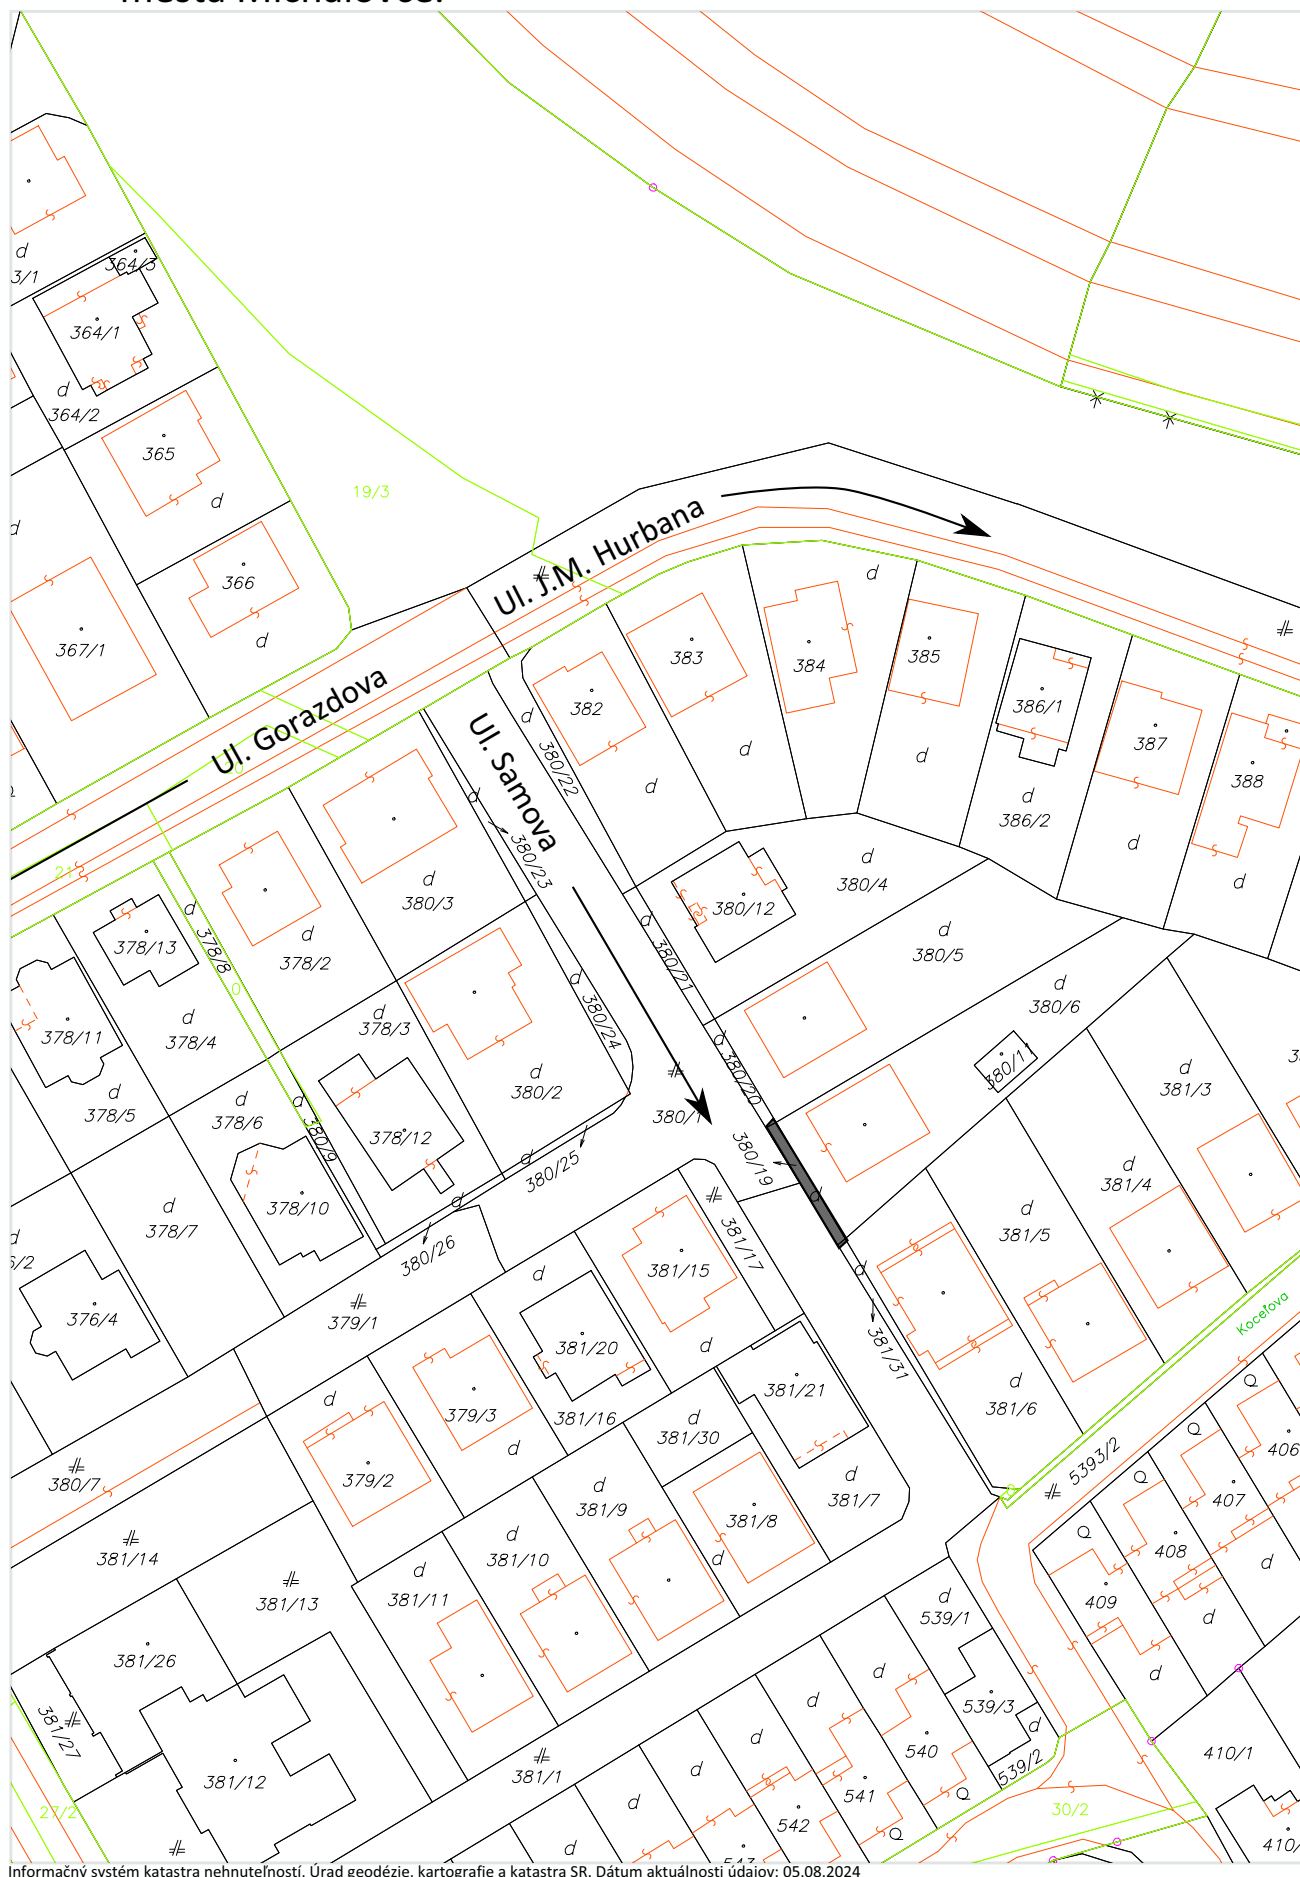 mesta Michalovce.
3/1
d
364/3
364/1
d
364/2
365
d
19/3
d
366
d
367/1
Ul. J.M. Hurbana
Ul. Gorazdova
Ul. Samova
d
383
384
385
382
d
380/22
d
d
d
386/1
387
388
d
386/2
d
d
21
0
d
380/23
d
380/3
d
380/4
380/12
d
380/21
380/5
d
378/13
d
378/8
d
378/2
0
378/11
d
378/4
d
378/3
d
380/24
d
380/6
380/11
d
380/20
d
378/5
d
378/6
d
380/9
378/12
d
380/2
380/1
d
381/3
d
380/19
d
380/25
d
381/4
378/10
d
378/7
d
380/26
381/17
d
381/5
381/15
d
376/4
379/1
d
381/20
d
381/31
Koceľova
381/21
d
381/6
379/3
d
381/16
d
381/30
d
379/2
d
380/7
d
381/9
381/8
d
d
381/7
5393/2
Q
406
Q
407
Q
408
Q
409
d
d
d
381/14
381/13
d
381/11
d
381/10
d
539/1
381/26
381/27
381/12
381/1
d
539/3
d
539/2
d
540
Q
d
541
Q
d
542
d
d
d
410/1
27/2
30/2
Informačný systém katastra nehnuteľností, Úrad geodézie, kartografie a katastra SR. Dátum aktuálnosti údajov: 05.08.2024